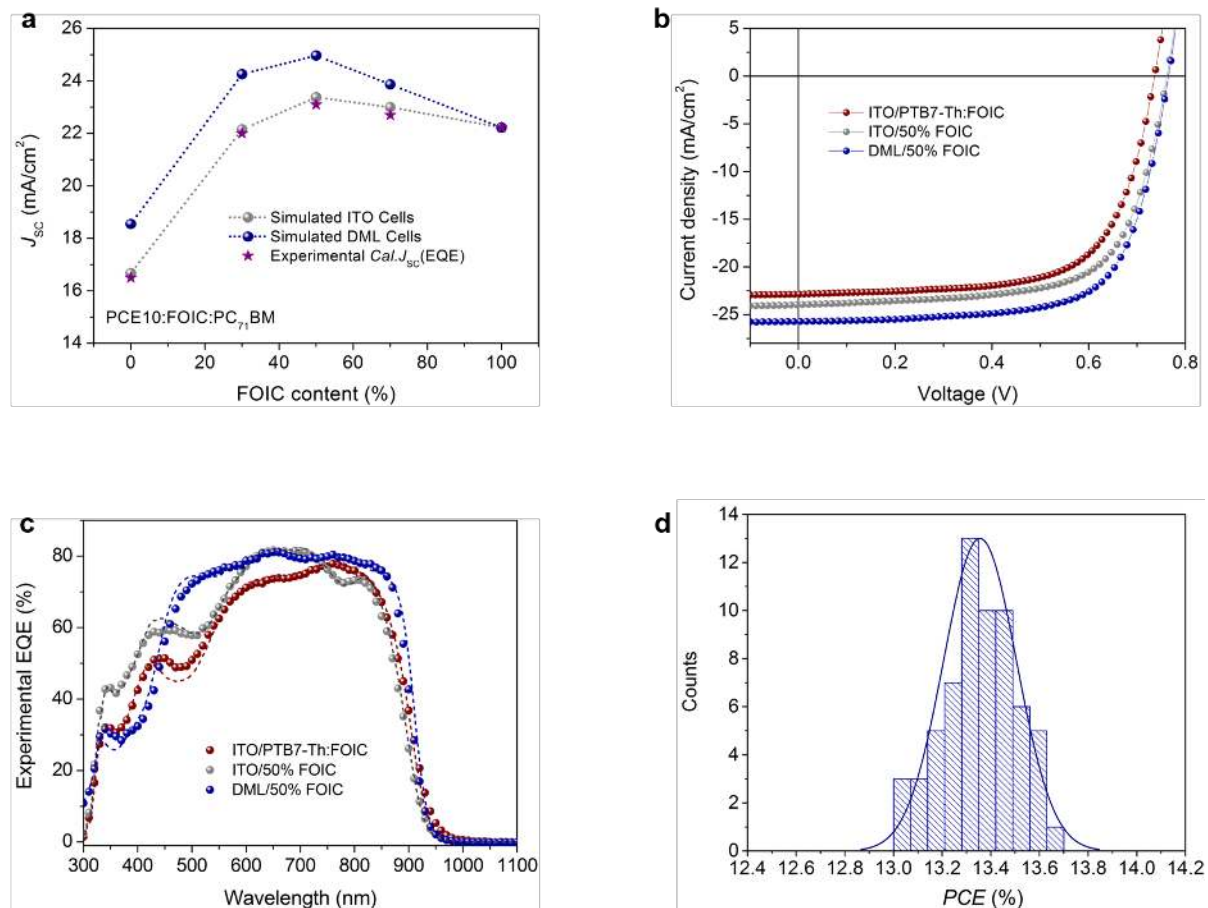 a
26
24
22
20
18
16
14
J_SC (mA/cm²)
Simulated ITO Cells
Simulated DML Cells
Experimental Cal.J_SC(EQE)
PCE10:FOIC:PC₇₁BM
0 20 40 60 80 100
FOIC content (%)
b
5
0
-5
-10
-15
-20
-25
Current density (mA/cm²)
ITO/PTB7-Th:FOIC
ITO/50% FOIC
DML/50% FOIC
0.0 0.2 0.4 0.6 0.8
Voltage (V)
c
80
60
40
20
0
Experimental EQE (%)
ITO/PTB7-Th:FOIC
ITO/50% FOIC
DML/50% FOIC
300 400 500 600 700 800 900 1000 1100
Wavelength (nm)
d
14
12
10
8
6
4
2
0
Counts
12.4 12.6 12.8 13.0 13.2 13.4 13.6 13.8 14.0 14.2
PCE (%)